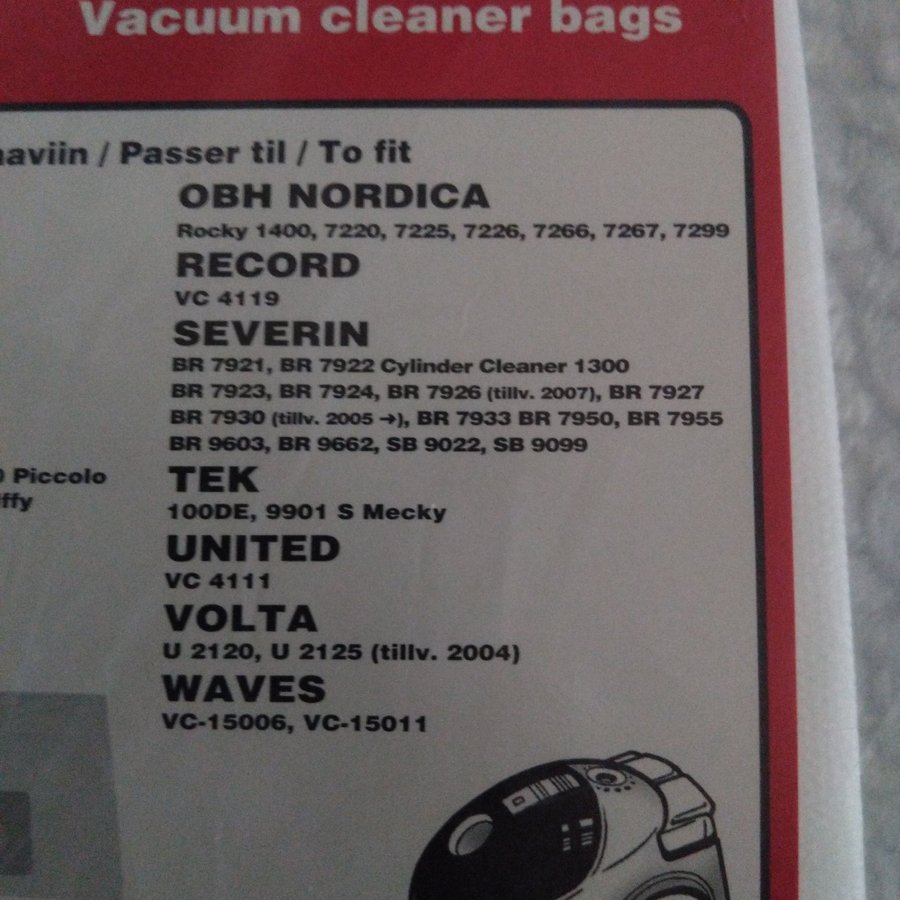 Vacuum cleaner bags
/ Passer til / To fit
OBH NORDICA
Rocky 1400, 7220, 7225, 7226, 7266, 7267, 7299
RECORD
VC 4119
SEVERIN
BR 7921, BR 7922 Cylinder Cleaner 1300
BR 7923, BR 7924, BR 7926 (tillv. 2007), BR 7927
BR 7930 (tillv. 2005 →), BR 7933 BR 7950, BR 7955
BR 9603, BR 9662, SB 9022, SB 9099
Piccolo
TEK
100DE, 9901 S Mecky
UNITED
VC 4111
VOLTA
U 2120, U 2125 (tillv. 2004)
WAVES
VC-15006, VC-15011